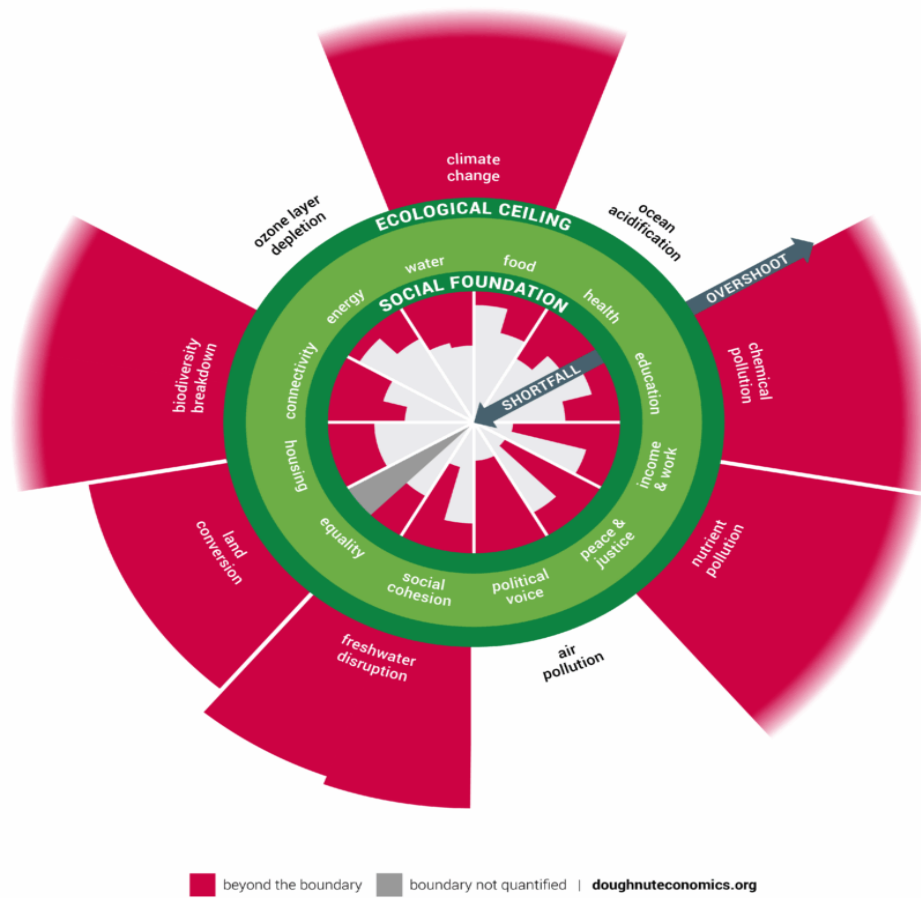 climate
change
ozone layer
depletion
ECOLOGICAL CEILING
ocean
acidification
OVERSHOOT
water
food
SOCIAL FOUNDATION
energy
health
biodiversity
breakdown
connectivity
SHORTFALL
education
chemical
pollution
housing
income
& work
land
conversion
equality
peace &
justice
nutrient
pollution
social
cohesion
political
voice
freshwater
disruption
air
pollution
beyond the boundary
boundary not quantified | doughnuteconomics.org